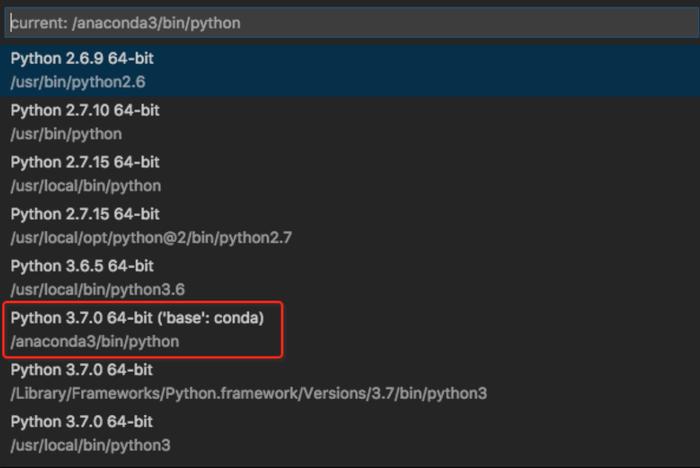 current: /anaconda3/bin/python
Python 2.6.9 64-bit
/usr/bin/python2.6
Python 2.7.10 64-bit
/usr/bin/python
Python 2.7.15 64-bit
/usr/local/bin/python
Python 2.7.15 64-bit
/usr/local/opt/python@2/bin/python2.7
Python 3.6.5 64-bit
/usr/local/bin/python3.6
Python 3.7.0 64-bit ('base': conda)
/anaconda3/bin/python
Python 3.7.0 64-bit
/Library/Frameworks/Python.framework/Versions/3.7/bin/python3
Python 3.7.0 64-bit
/usr/local/bin/python3